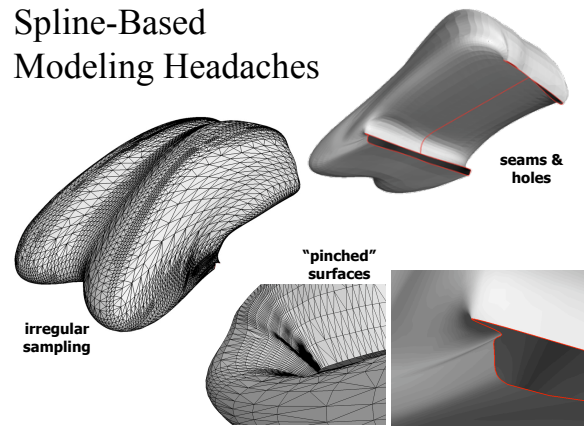 Spline-Based
Modeling Headaches
seams &
holes
"pinched"
surfaces
irregular
sampling